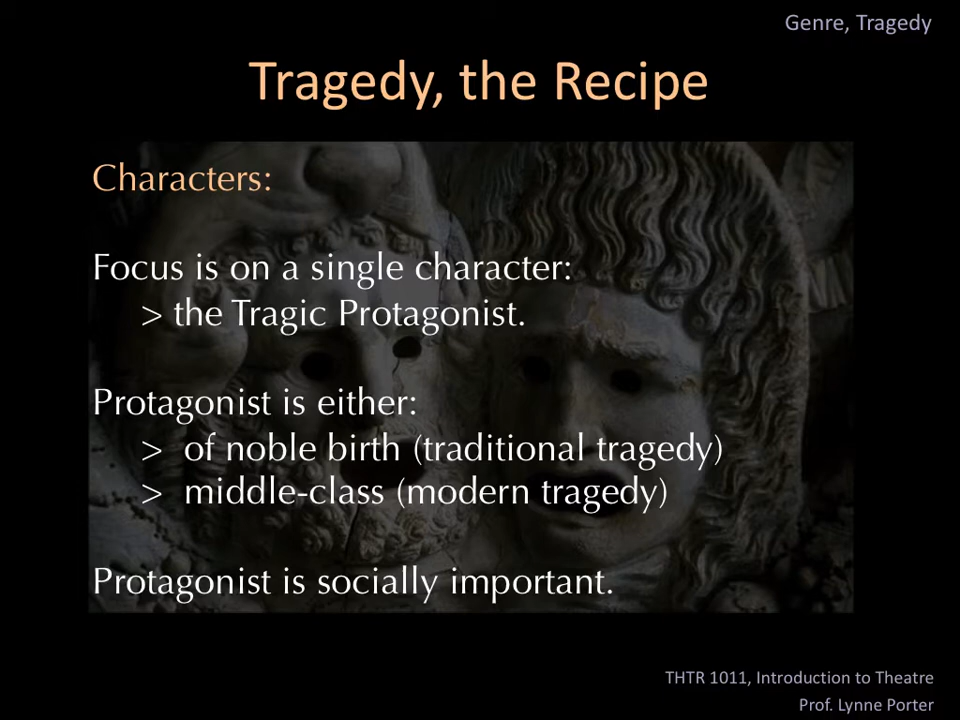 Genre, Tragedy
Tragedy, the Recipe
Characters:
Focus is on a single character:
> the Tragic Protagonist.
Protagonist is either:
> of noble birth (traditional tragedy)
> middle-class (modern tragedy)
Protagonist is socially important.
THTR 1011, Introduction to Theatre
Prof. Lynne Porter